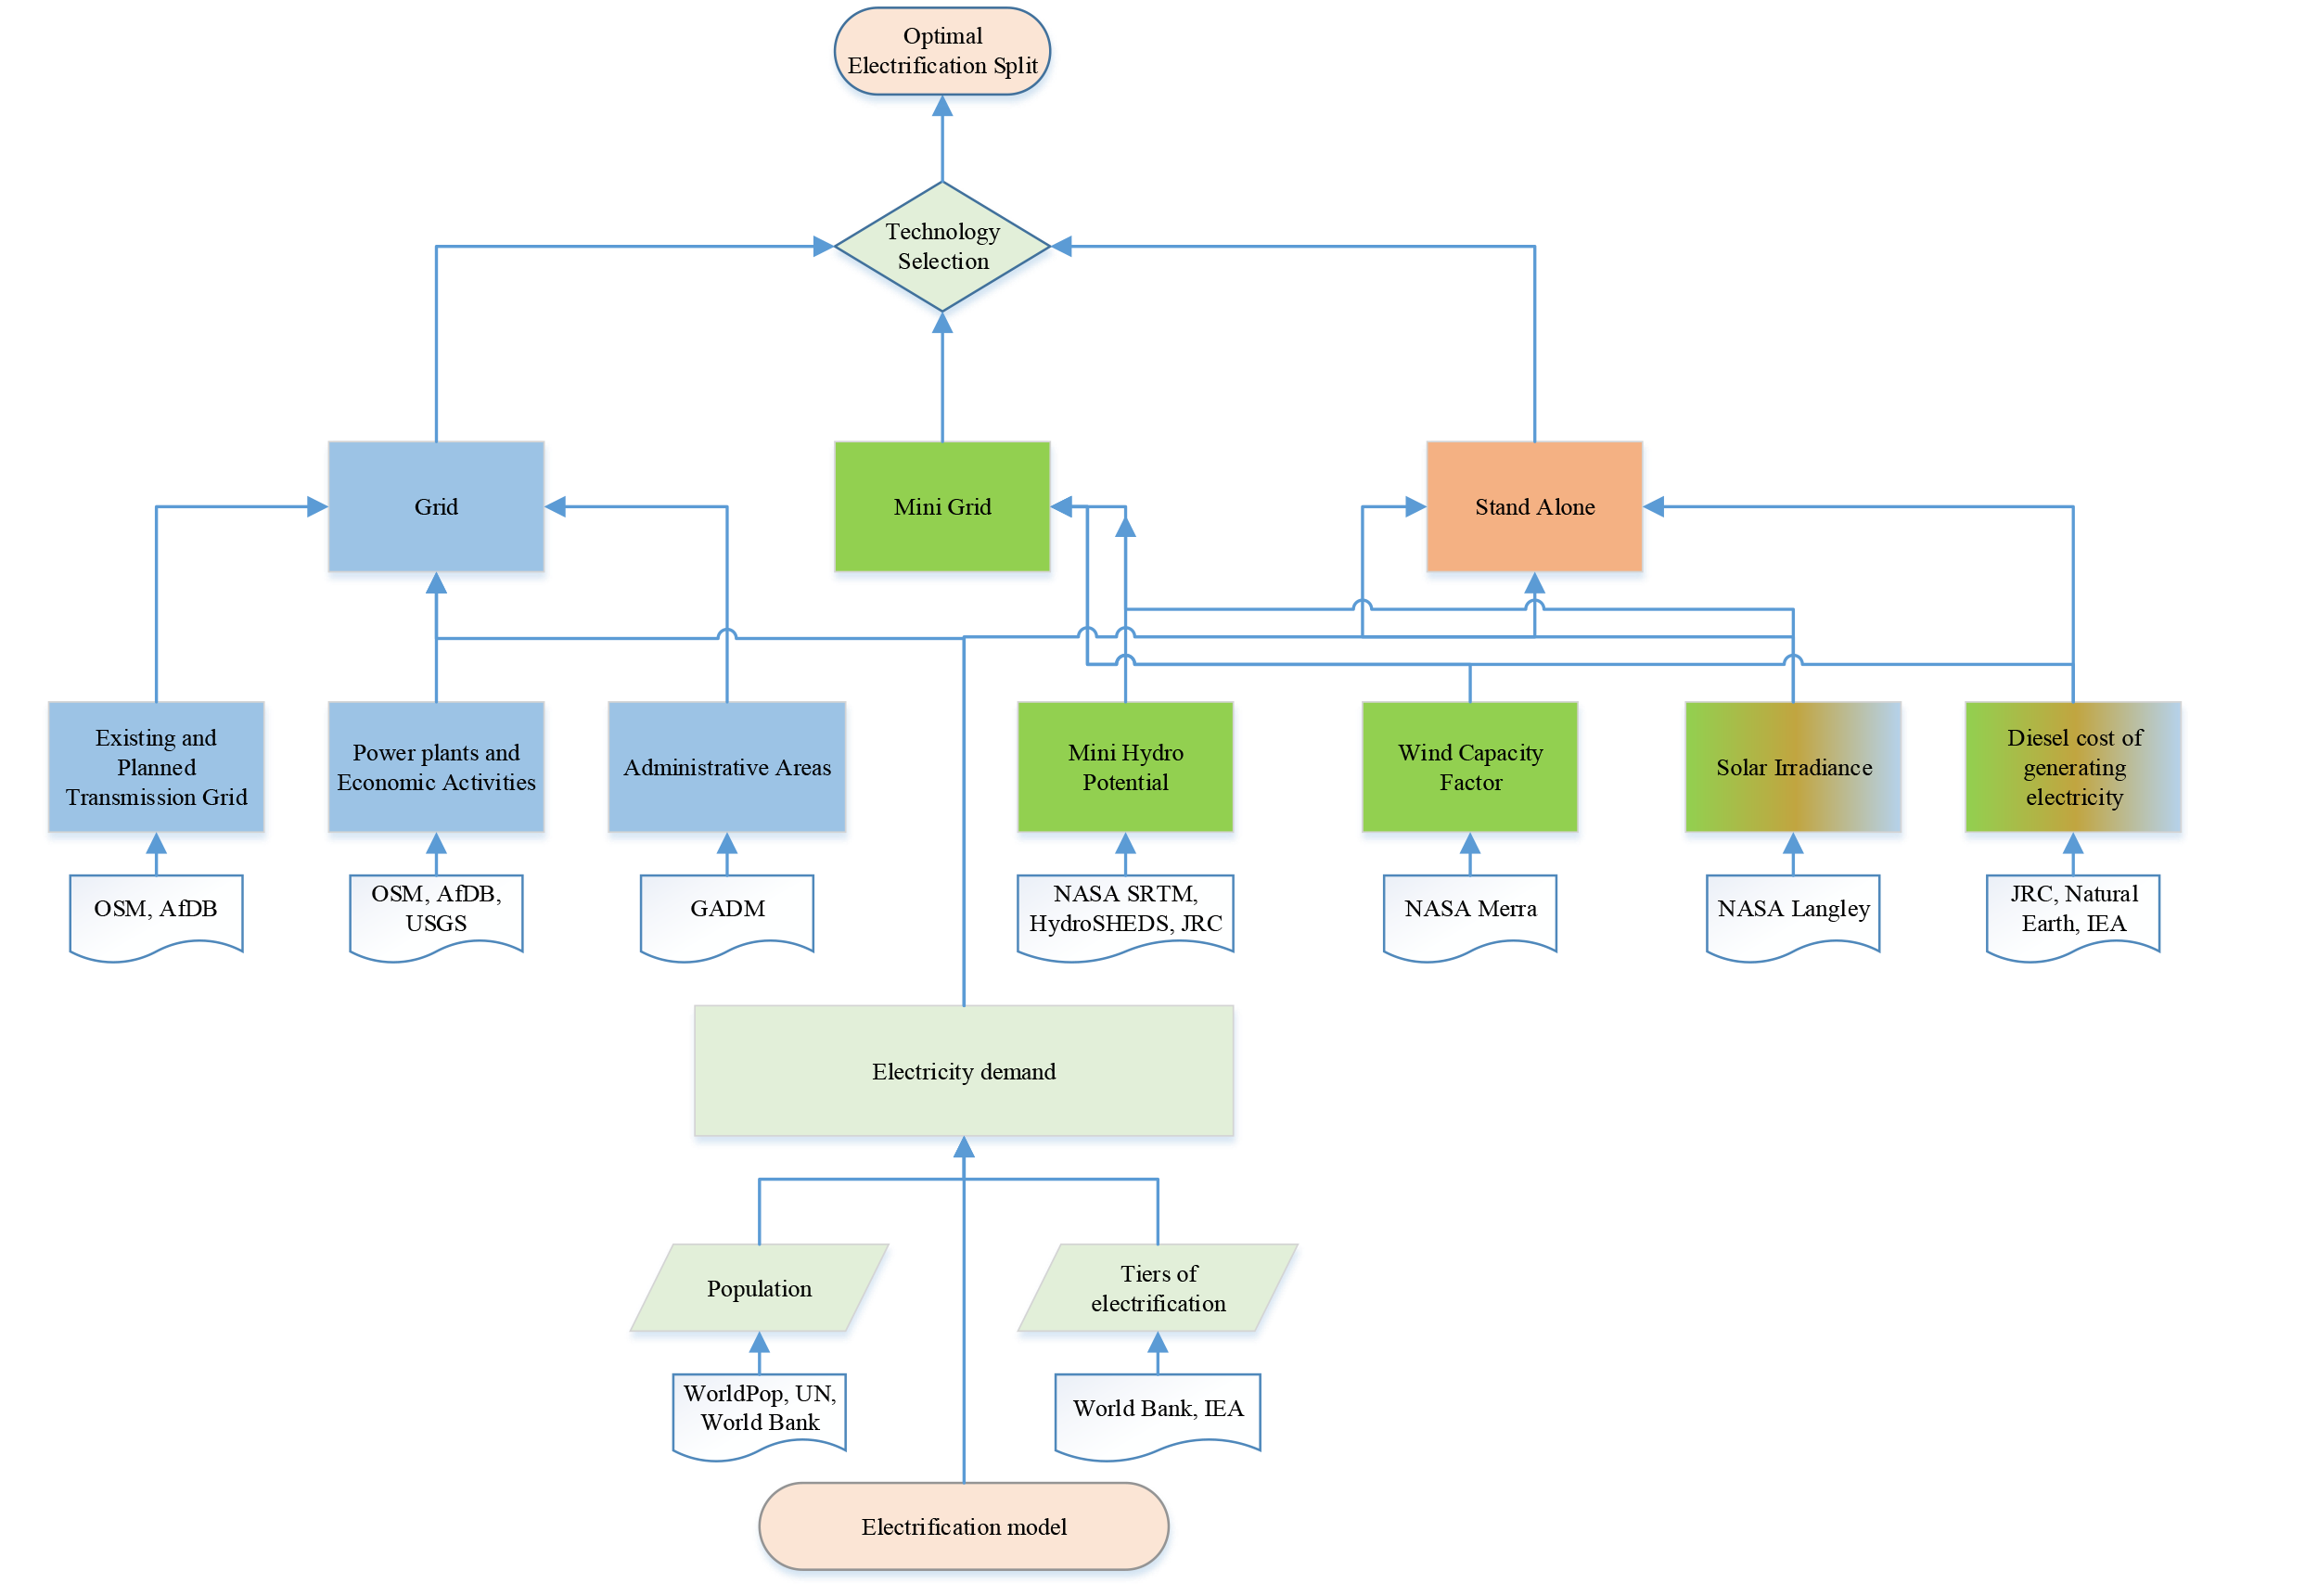 Optimal
Electrification Split
Technology
Selection
Grid
Mini Grid
Stand Alone
Existing and
Planned
Transmission Grid
Power plants and
Economic Activities
Administrative Areas
Mini Hydro
Potential
Wind Capacity
Factor
Solar Irradiance
Diesel cost of
generating
electricity
OSM, AfDB
OSM, AfDB,
USGS
GADM
NASA SRTM,
HydroSHEDS, JRC
NASA Merra
NASA Langley
JRC, Natural
Earth, IEA
Electricity demand
Population
Tiers of
electrification
WorldPop, UN,
World Bank
World Bank, IEA
Electrification model